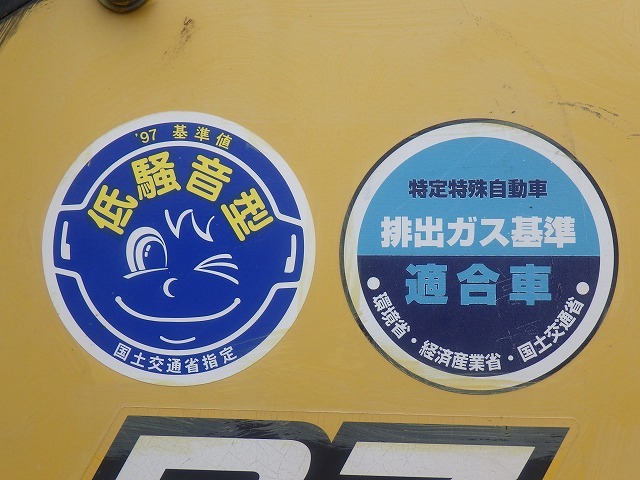 '97 基準値
低騒音型
国土交通省指定
特定特殊自動車
排出ガス基準
適合車
・環境省・経済産業省・国土交通省・